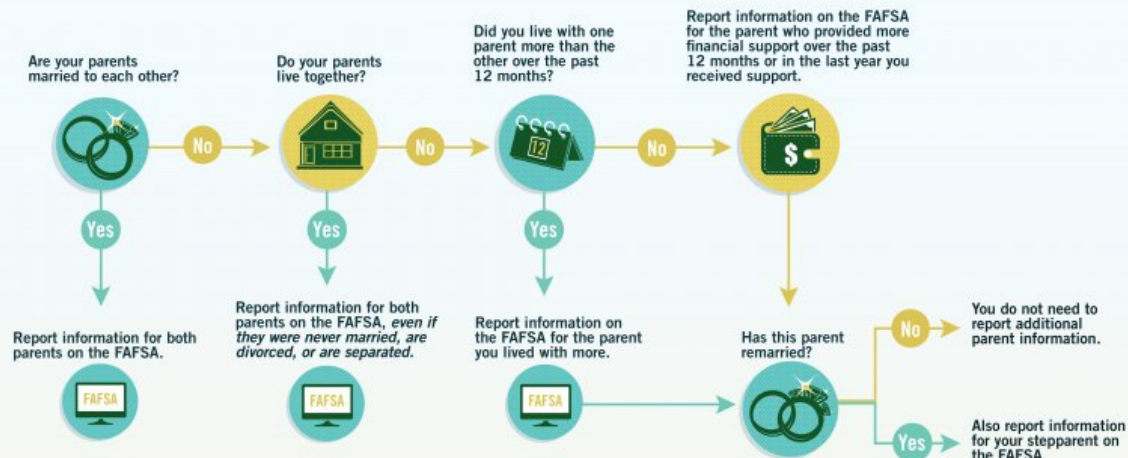 Are your parents
married to each other?
No
Yes
Report information for both
parents on the FAFSA.
FAFSA
Do your parents
live together?
No
Yes
Report information for both
parents on the FAFSA, even if
they were never married, are
divorced, or are separated.
FAFSA
Did you live with one
parent more than the
other over the past
12 months?
12
No
Yes
Report information on
the FAFSA for the parent
you lived with more.
FAFSA
Report information on the FAFSA
for the parent who provided more
financial support over the past
12 months or in the last year you
received support.
$
Has this parent
remarried?
No
You do not need to
report additional
parent information.
Yes
Also report information
for your stepparent on
the FAFSA.